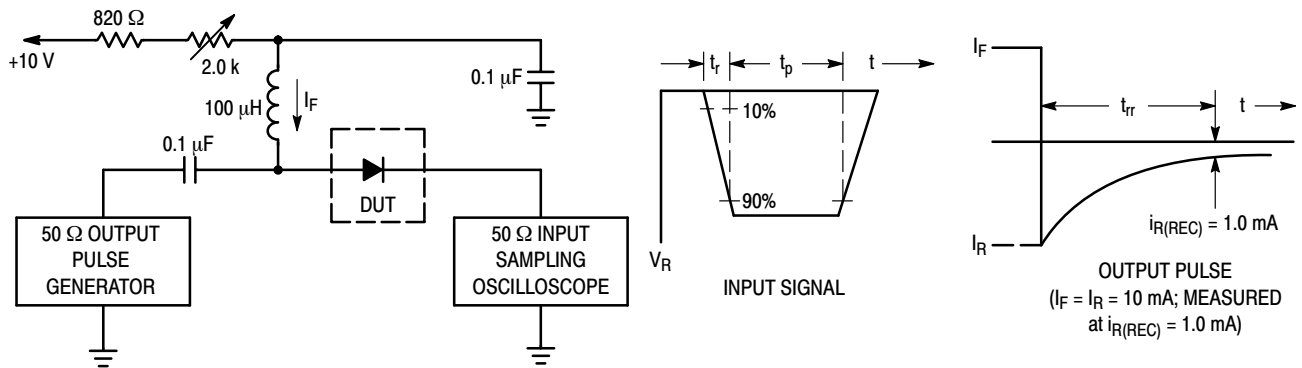 820 Ω
+10 V
2.0 k
100 μH
I_F
0.1 μF
0.1 μF
DUT
50 Ω OUTPUT
PULSE
GENERATOR
50 Ω INPUT
SAMPLING
OSCILLOSCOPE
t_r
t_p
t
10%
90%
V_R
INPUT SIGNAL
I_F
t_rr
t
I_R
i_R(REC) = 1.0 mA
OUTPUT PULSE
(I_F = I_R = 10 mA; MEASURED
at i_R(REC) = 1.0 mA)